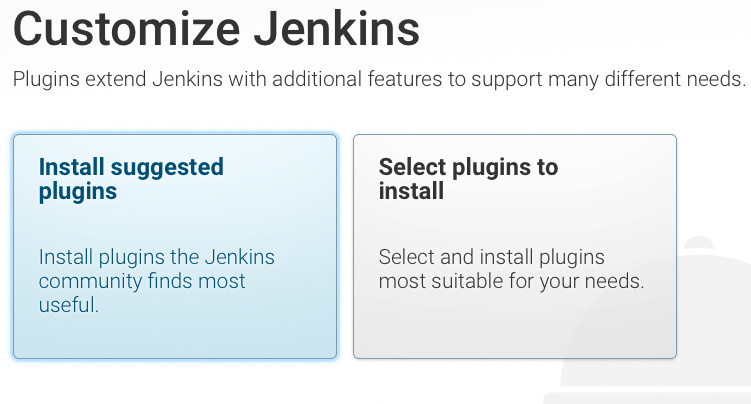 Customize Jenkins
Plugins extend Jenkins with additional features to support many different needs.
Install suggested
plugins
Install plugins the Jenkins
community finds most
useful.
Select plugins to
install
Select and install plugins
most suitable for your needs.